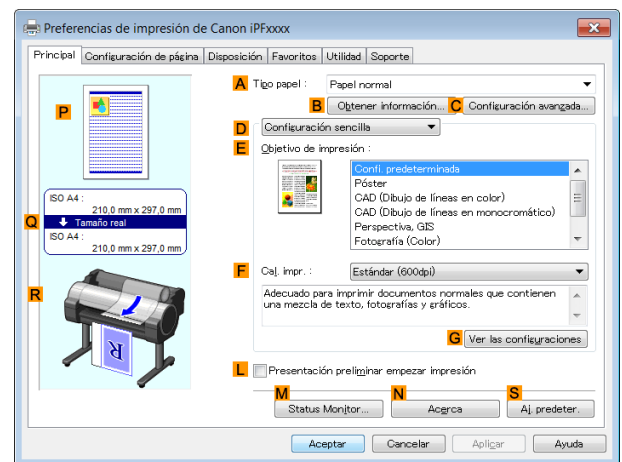 Preferencias de impresión de Canon iPFxxxx
Principal Configuración de página Disposición Favoritos Utilidad Soporte
A Tipo papel : Papel normal
P
B Obtener información... C Configuración avanzada...
D Configuración sencilla
E Objetivo de impresión :
Confi. predeterminada
Póster
CAD (Dibujo de líneas en color)
CAD (Dibujo de líneas en monocromático)
Perspectiva, GIS
Fotografía (Color)
ISO A4 :
210,0 mm x 297,0 mm
Q Tamaño real
ISO A4 :
210,0 mm x 297,0 mm
F Cal. impr. : Estándar (600dpi)
R
Adecuado para imprimir documentos normales que contienen
una mezcla de texto, fotografías y gráficos.
G Ver las configuraciones
L Presentación preliminar empezar impresión
M N S
Status Monitor... Acerca Aj. predeter.
Aceptar Cancelar Aplicar Ayuda